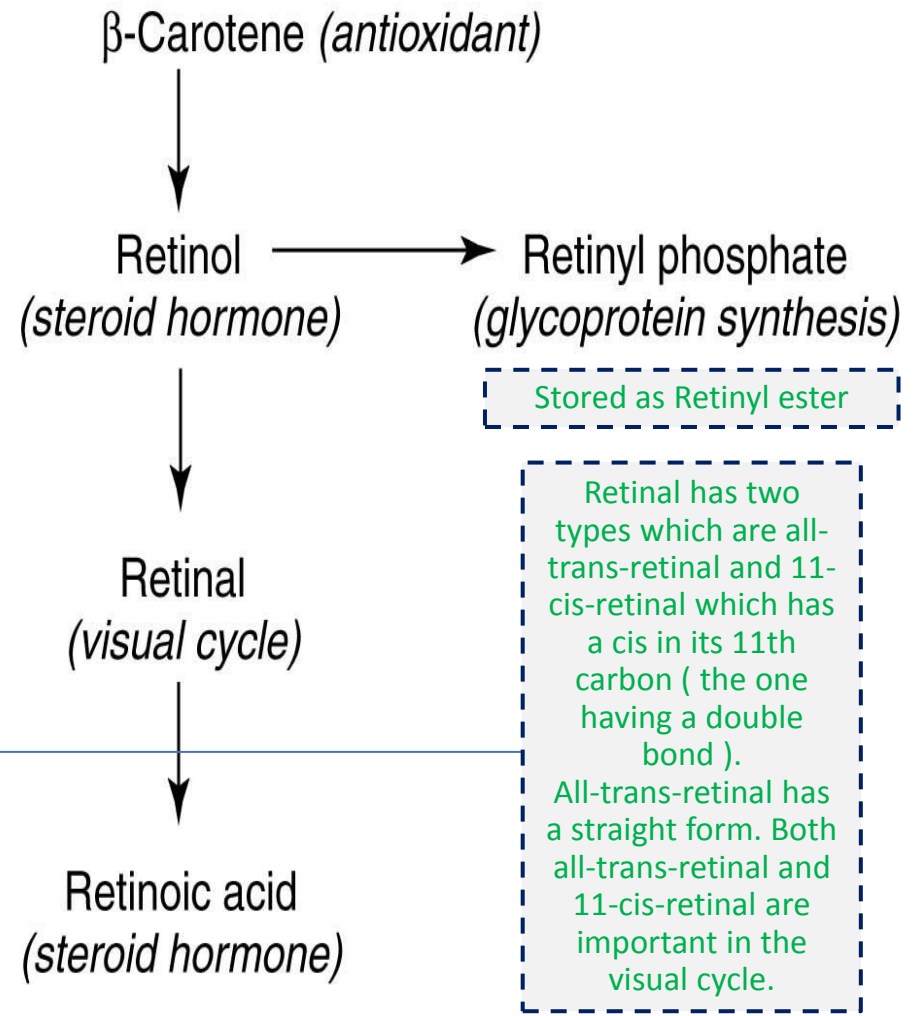 β-Carotene (antioxidant)
Retinol
(steroid hormone)
Retinyl phosphate
(glycoprotein synthesis)
Stored as Retinyl ester
Retinal
(visual cycle)
Retinal has two
types which are all-
trans-retinal and 11-
cis-retinal which has
a cis in its 11th
carbon ( the one
having a double
bond ).
All-trans-retinal has
a straight form. Both
all-trans-retinal and
11-cis-retinal are
important in the
visual cycle.
Retinoic acid
(steroid hormone)